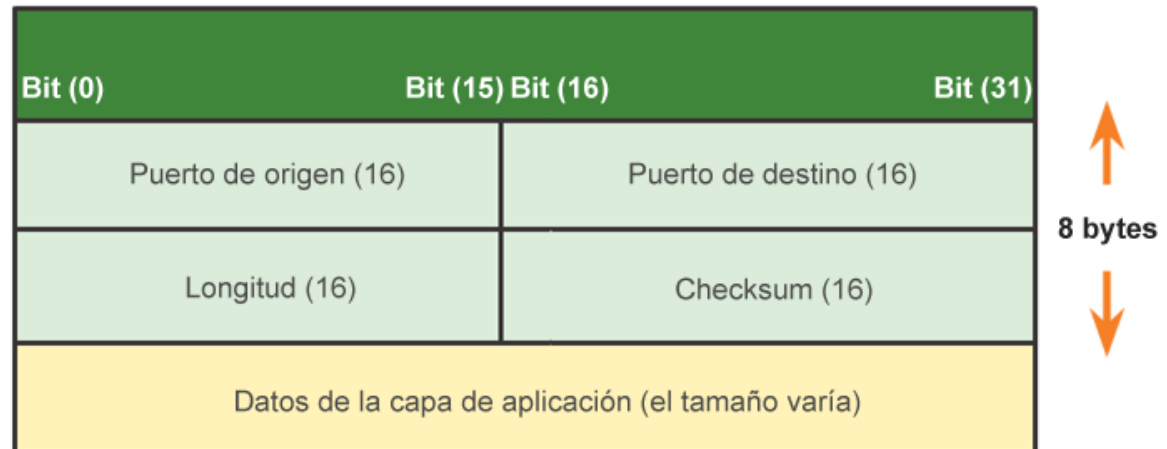 Bit (0) Bit (15) Bit (16) Bit (31)
Puerto de origen (16) Puerto de destino (16)
8 bytes
Longitud (16) Checksum (16)
Datos de la capa de aplicación (el tamaño varía)